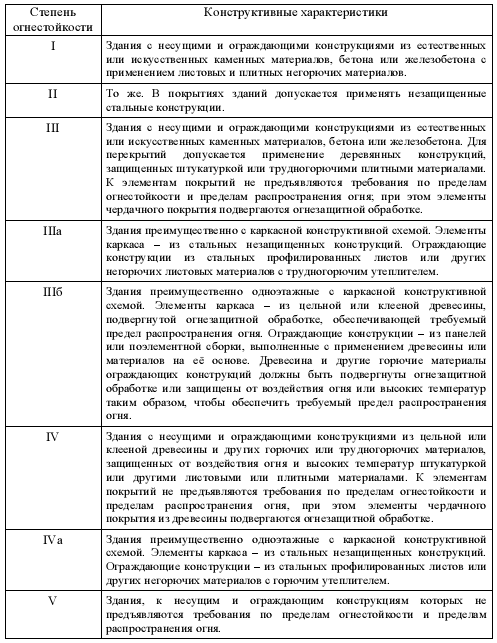 Степень
огнестойкости
Конструктивные характеристики
I
Здания с несущими и ограждающими конструкциями из естественных
или искусственных каменных материалов, бетона или железобетона с
применением листовых и плитных негорючих материалов.
II
То же. В покрытиях зданий допускается применять незащищенные
стальные конструкции.
III
Здания с несущими и ограждающими конструкциями из естественных
или искусственных каменных материалов, бетона или железобетона. Для
перекрытий допускается применение деревянных конструкций,
защищенных штукатуркой или трудногорючими плитными материалами.
К элементам покрытий не предъявляются требования по пределам
огнестойкости и пределам распространения огня; при этом элементы
чердачного покрытия подвергаются огнезащитной обработке.
IIIа
Здания преимущественно с каркасной конструктивной схемой. Элементы
каркаса – из стальных незащищенных конструкций. Ограждающие
конструкции из стальных профилированных листов или других
негорючих листовых материалов с трудногорючим утеплителем.
IIIб
Здания преимущественно одноэтажные с каркасной конструктивной
схемой. Элементы каркаса – из цельной или клееной древесины,
подвергнутой огнезащитной обработке, обеспечивающей требуемый
предел распространения огня. Ограждающие конструкции – из панелей
или поэлементной сборки, выполненные с применением древесины или
материалов на её основе. Древесина и другие горючие материалы
ограждающих конструкций должны быть подвергнуты огнезащитной
обработке или защищены от воздействия огня или высоких температур
таким образом, чтобы обеспечить требуемый предел распространения
огня.
IV
Здания с несущими и ограждающими конструкциями из цельной или
клееной древесины и других горючих или трудногорючих материалов,
защищенных от воздействия огня и высоких температур штукатуркой
или другими листовыми или плитными материалами. К элементам
покрытий не предъявляются требования по пределам огнестойкости и
пределам распространения огня, при этом элементы чердачного
покрытия из древесины подвергаются огнезащитной обработке.
IVа
Здания преимущественно одноэтажные с каркасной конструктивной
схемой. Элементы каркаса – из стальных незащищенных конструкций.
Ограждающие конструкции – из стальных профилированных листов или
других негорючих материалов с горючим утеплителем.
V
Здания, к несущим и ограждающим конструкциям которых не
предъявляются требования по пределам огнестойкости и пределам
распространения огня.